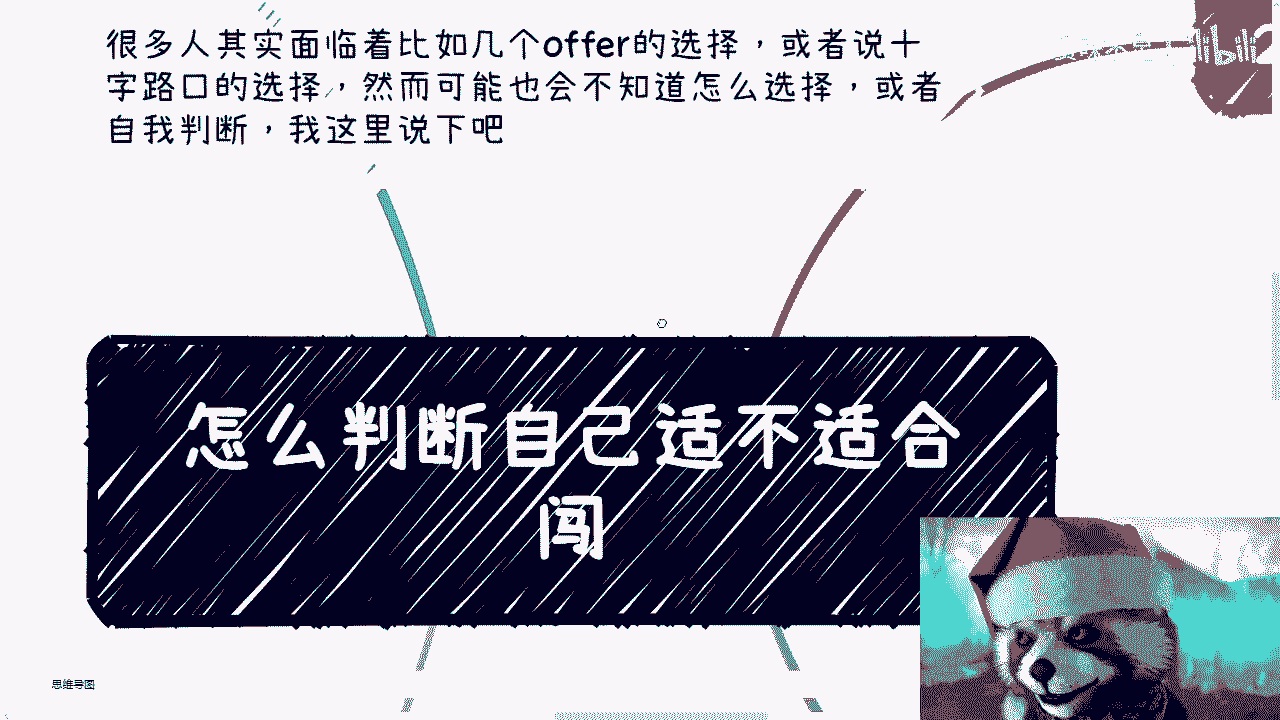 很多人其实面临着比如几个offer的选择，或者说十
字路口的选择，然而可能也会不知道怎么选择，或者
自我判断，我这里说下吧
怎么判断自己适不适合
闯
思维导图